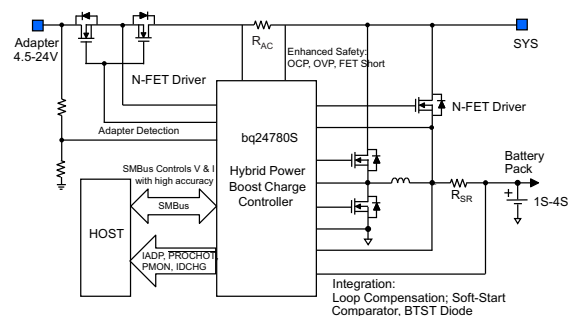 Adapter
4.5-24V
R_AC
SYS
Enhanced Safety:
OCP, OVP, FET Short
N-FET Driver
N-FET Driver
Adapter Detection
bq24780S
Hybrid Power
Boost Charge
Controller
SMBus Controls V & I
with high accuracy
SMBus
HOST
IADP, PROCHOT,
PMON, IDCHG
R_SR
Battery
Pack
+
1S-4S
Integration:
Loop Compensation; Soft-Start
Comparator, BTST Diode